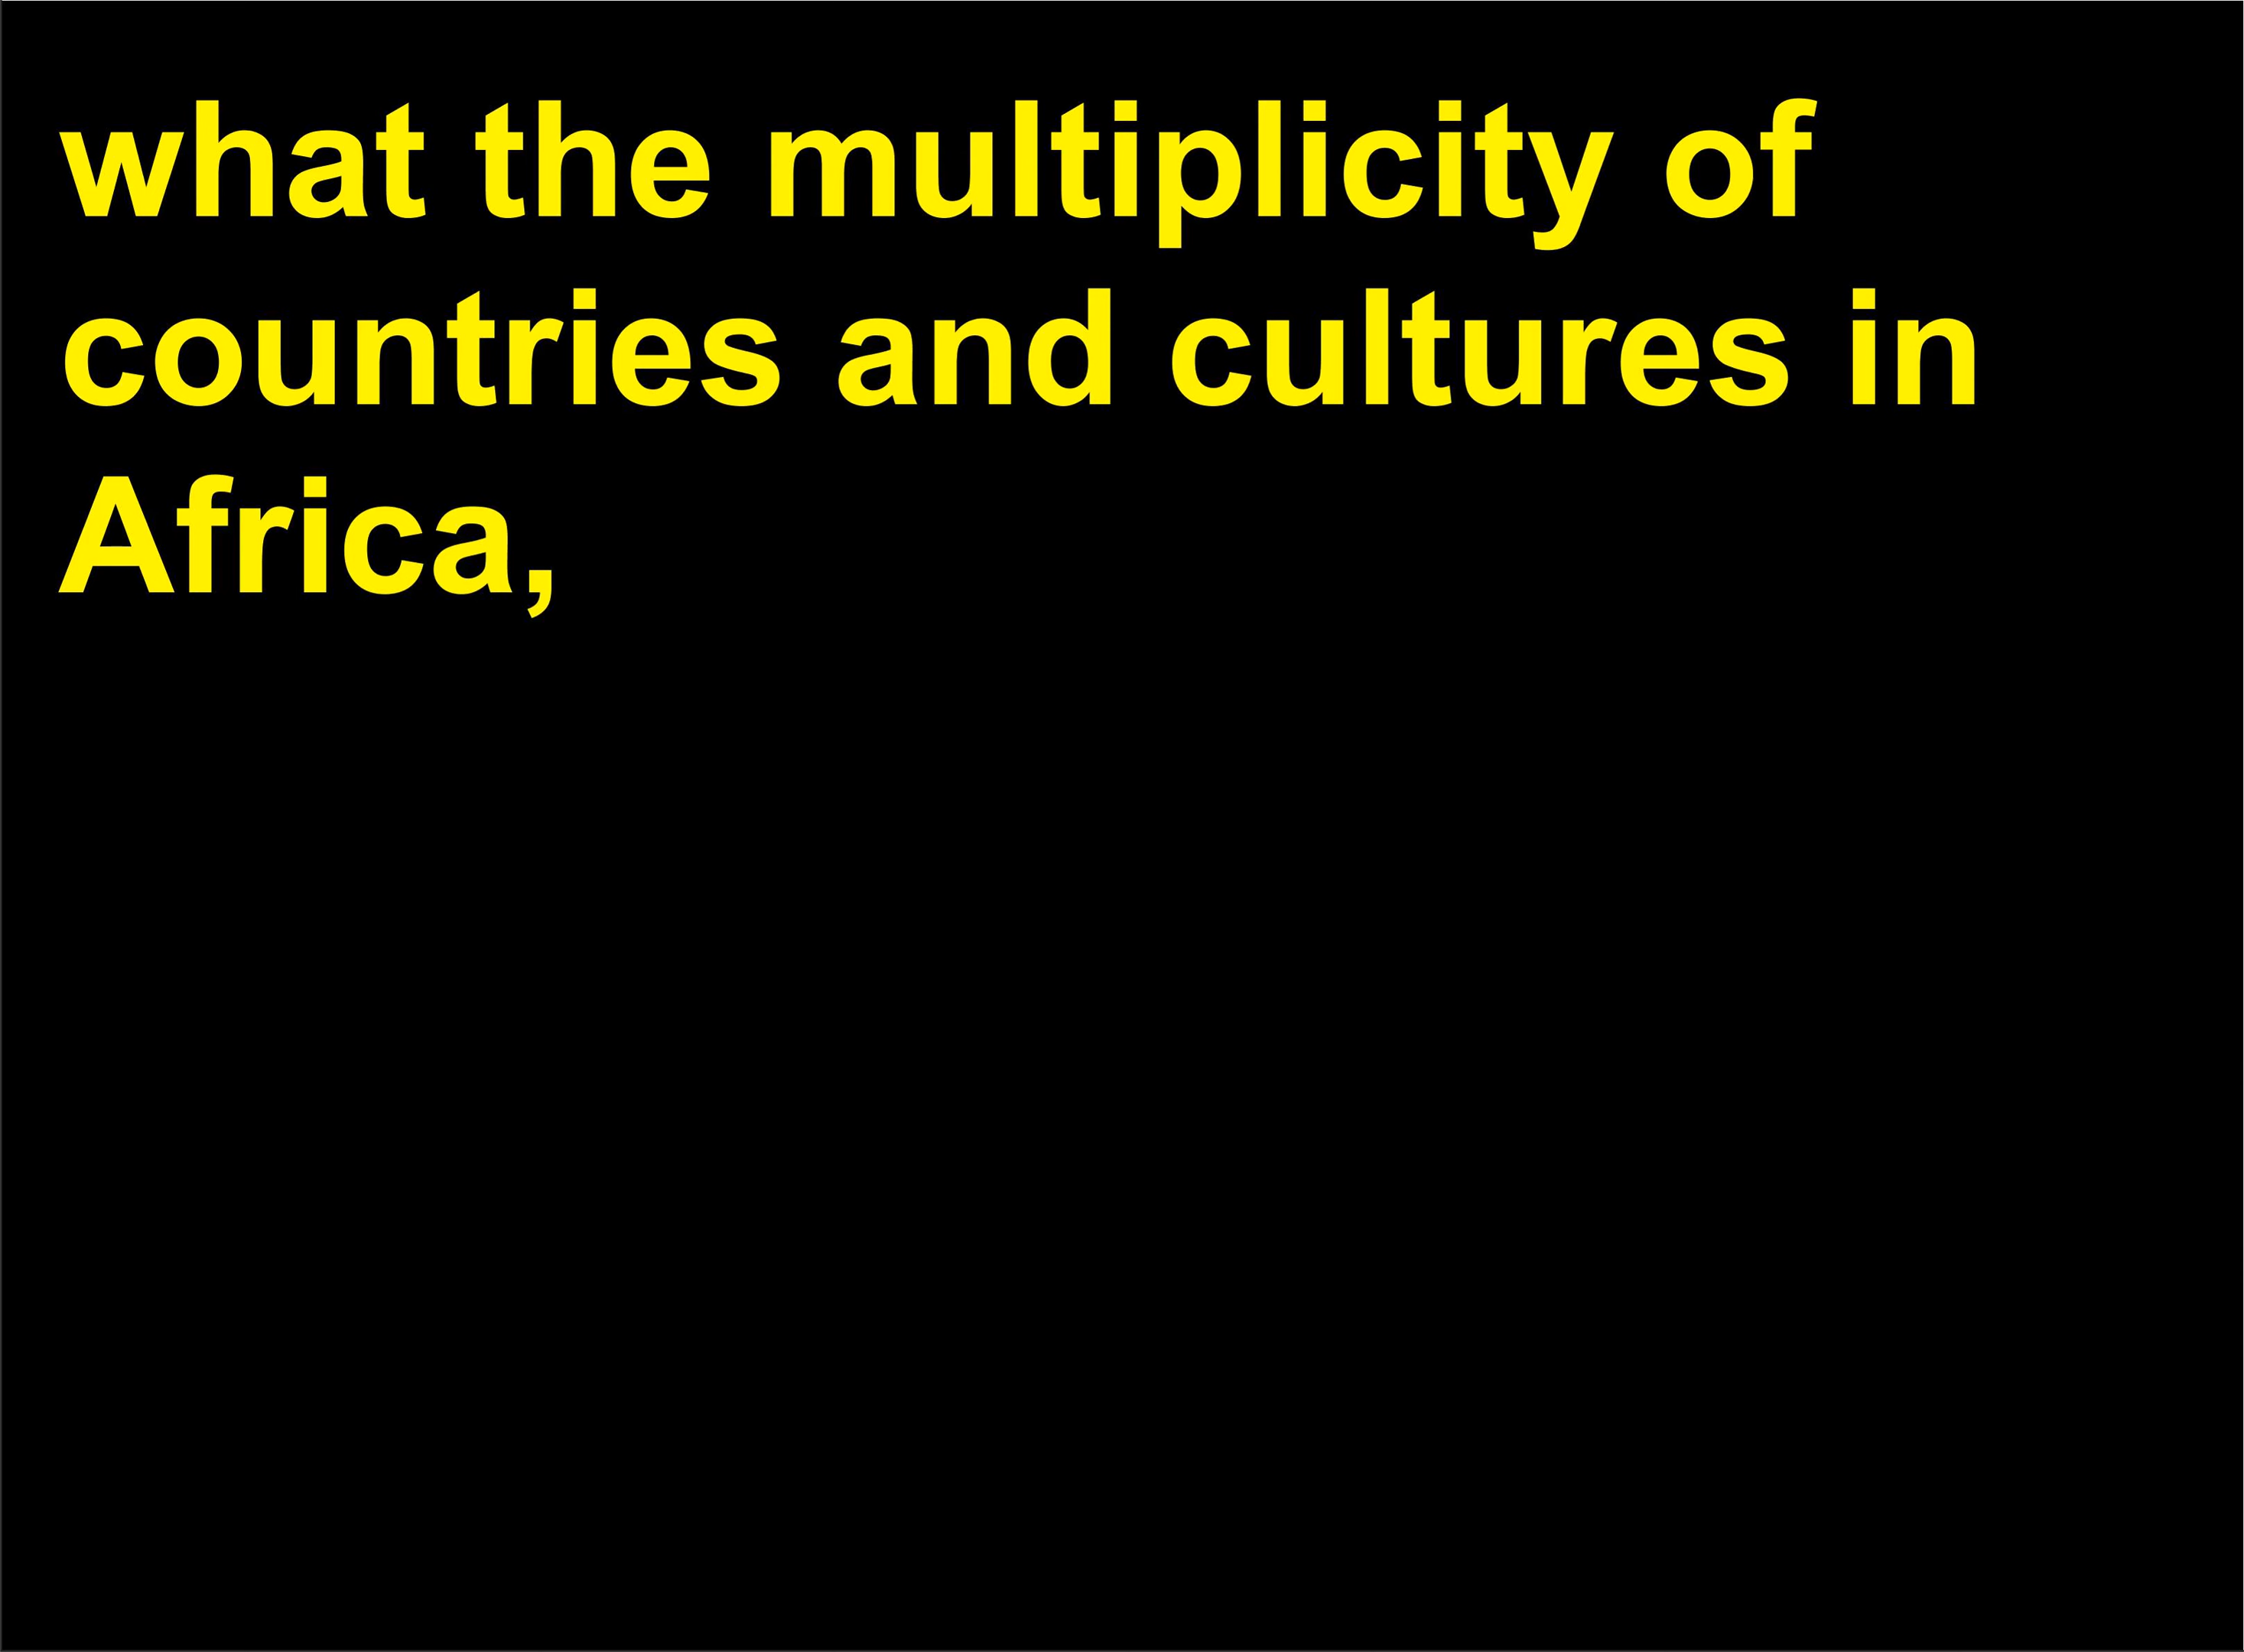 what the multiplicity of
countries and cultures in
Africa,